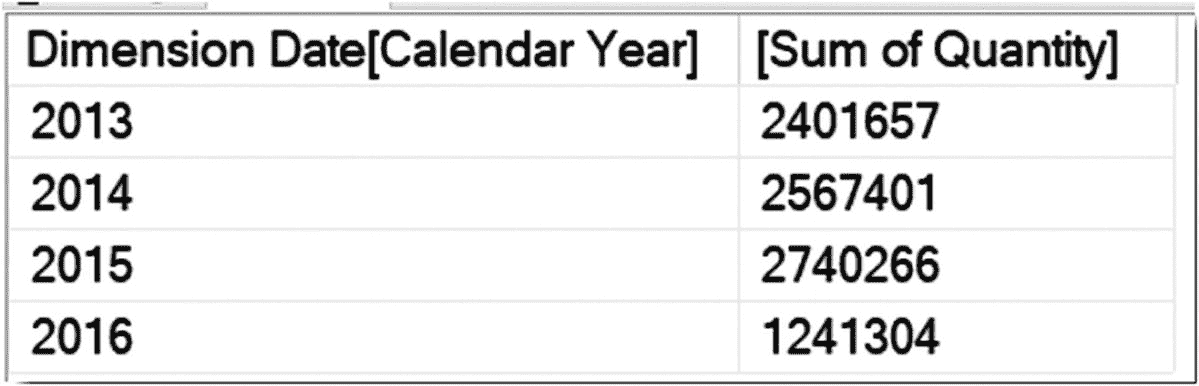 Dimension Date[Calendar Year] [Sum of Quantity]
2013 2401657
2014 2567401
2015 2740266
2016 1241304